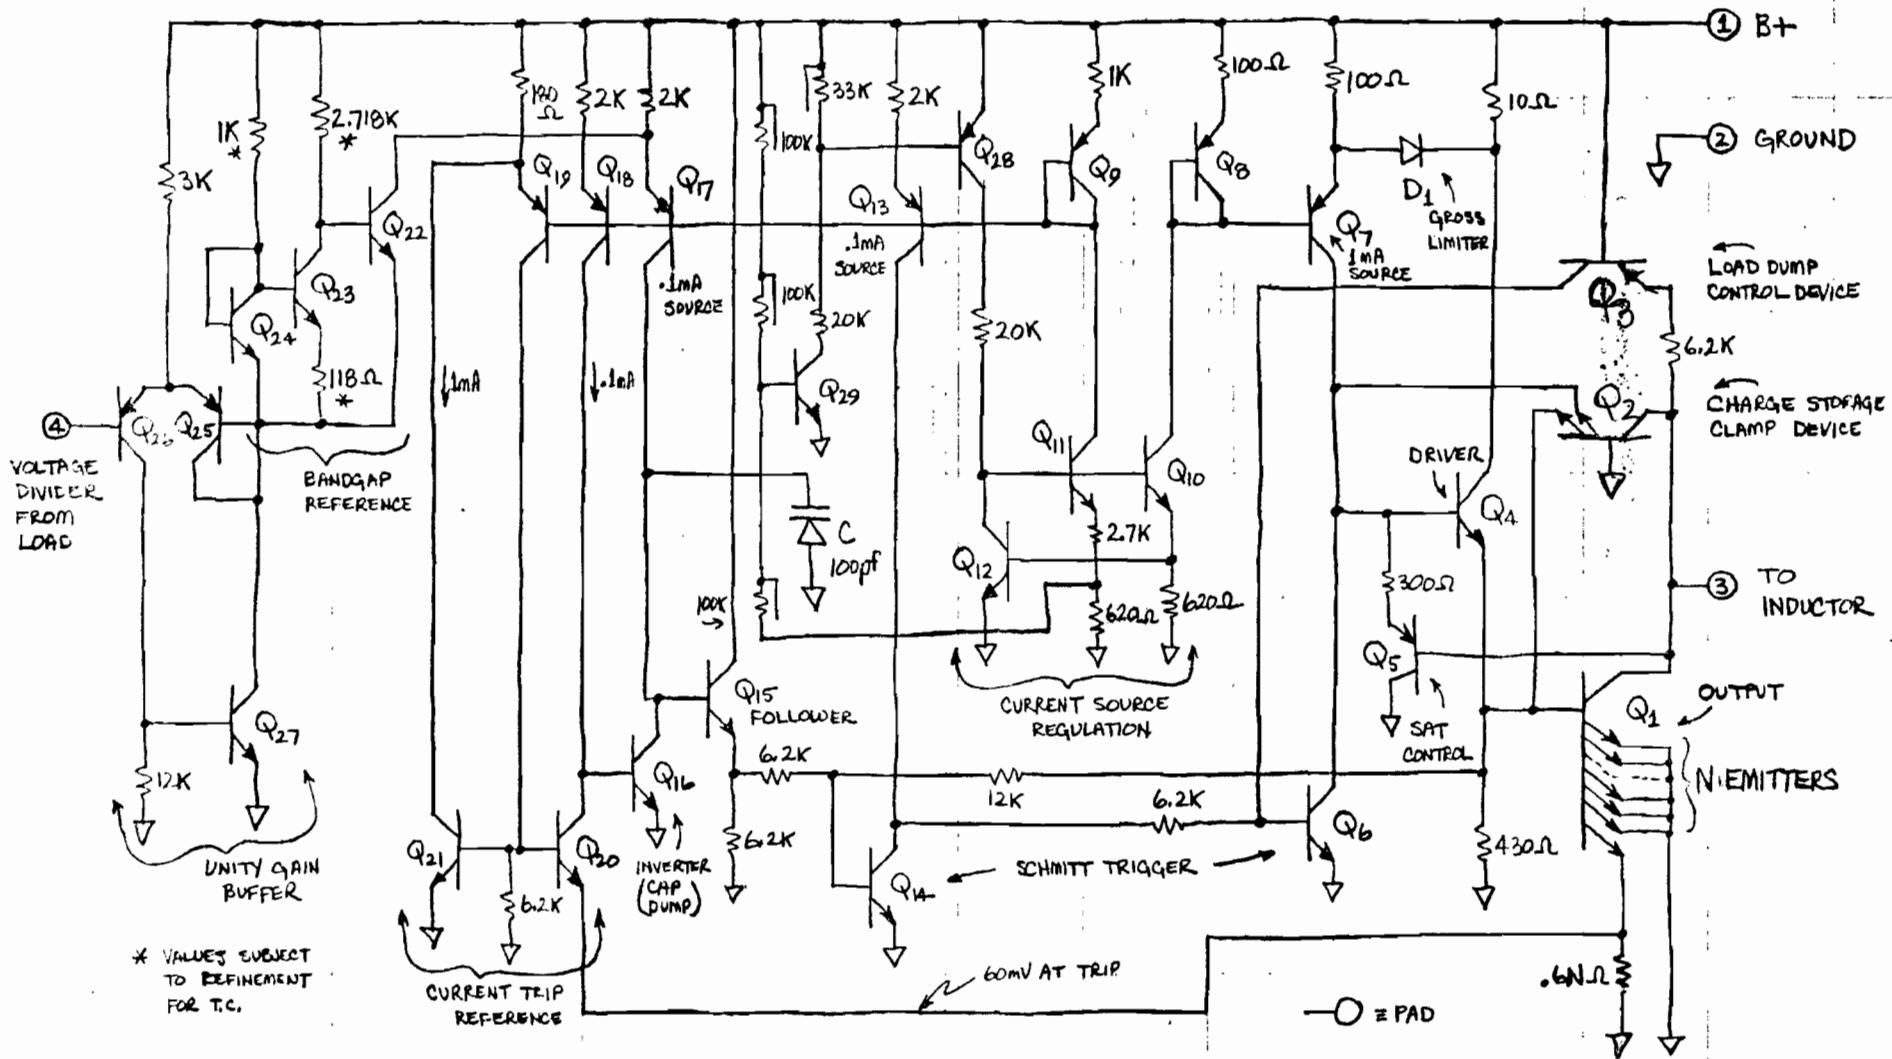 ① B+
1K
100Ω
100Ω
10Ω
180
Ω
2K
2K
33K
2K
2.718K
*
1K
*
100K
② GROUND
3K
Q19
Q18
Q17
Q28
Q9
Q8
D1
GROSS
LIMITER
Q13
Q22
.1mA
SOURCE
Q7
1mA
SOURCE
LOAD DUMP
CONTROL DEVICE
.1mA
SOURCE
100K
Q23
Q3
Q24
20K
20K
6.2K
118Ω
*
1mA
.1mA
Q29
Q2
CHARGE STORAGE
CLAMP DEVICE
④
Q26
Q25
Q11
Q10
DRIVER
VOLTAGE
DIVIDER
FROM
LOAD
BANDGAP
REFERENCE
Q4
C
100pf
2.7K
Q12
300Ω
③ TO
INDUCTOR
100K
620Ω
620Ω
Q5
Q15
FOLLOWER
CURRENT SOURCE
REGULATION
SAT
CONTROL
Q1
OUTPUT
Q27
12K
6.2K
Q16
12K
6.2K
N-EMITTERS
UNITY GAIN
BUFFER
Q21
Q20
INVERTER
(CAP
DUMP)
6.2K
SCHMITT TRIGGER
Q6
430Ω
Q14
6.2K
* VALUES SUBJECT
TO REFINEMENT
FOR T.C.
CURRENT TRIP
REFERENCE
60mV AT TRIP
.6NΩ
≡ PAD